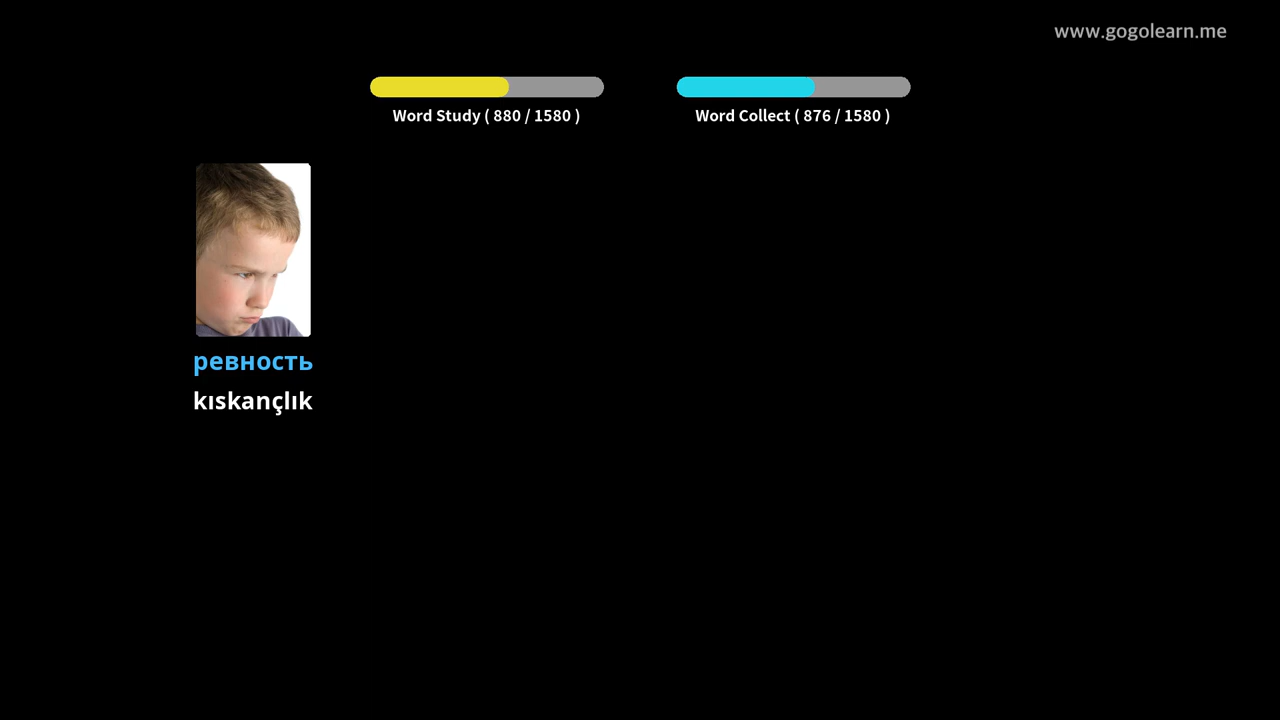 www.gogolearn.me
Word Study ( 880 / 1580 )
Word Collect ( 876 / 1580 )
ревность
kıskançlık